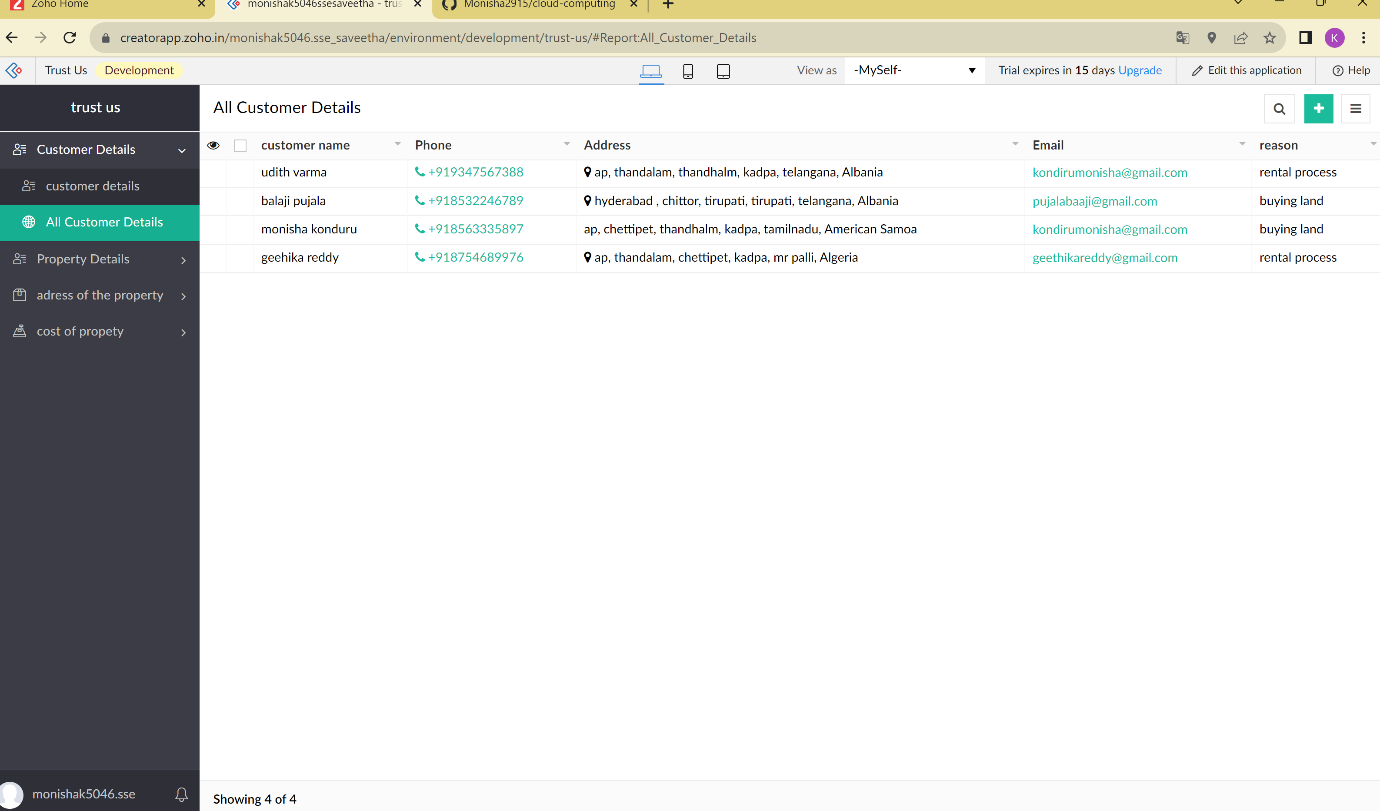 Zoho Home
monishak5046ssesaveetha - trus
Monisha2915/cloud-computing
creatorapp.zoho.in/monishak5046.sse_saveetha/environment/development/trust-us/#Report:All_Customer_Details
K
Trust Us Development View as -MySelf- Trial expires in 15 days Upgrade Edit this application Help
trust us
All Customer Details
Customer Details
customer details
All Customer Details
Property Details
adress of the property
cost of propety
customer name Phone Address Email reason
udith varma +919347567388 ap, thandalam, thandhalm, kadpa, telangana, Albania kondirumonisha@gmail.com rental process
balaji pujala +918532246789 hyderabad , chittor, tirupati, tirupati, telangana, Albania pujalabaaji@gmail.com buying land
monisha konduru +918563335897 ap, chettipet, thandhalm, kadpa, tamilnadu, American Samoa kondirumonisha@gmail.com buying land
geehika reddy +918754689976 ap, thandalam, chettipet, kadpa, mr palli, Algeria geethikareddy@gmail.com rental process
monishak5046.sse
Showing 4 of 4